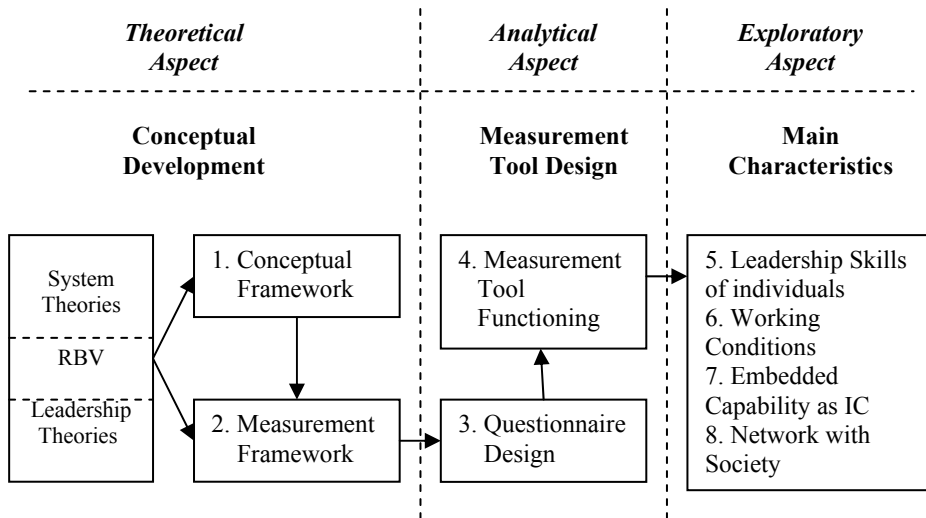 Theoretical
Aspect
Analytical
Aspect
Exploratory
Aspect
Conceptual
Development
Measurement
Tool Design
Main
Characteristics
System
Theories
RBV
Leadership
Theories
1. Conceptual
Framework
2. Measurement
Framework
4. Measurement
Tool
Functioning
3. Questionnaire
Design
5. Leadership Skills
of individuals
6. Working
Conditions
7. Embedded
Capability as IC
8. Network with
Society